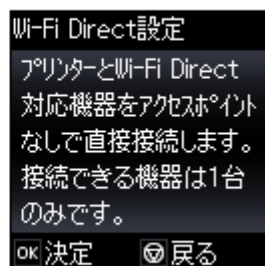 Wi-Fi Direct設定
ﾌﾟﾘﾝﾀｰとWi-Fi Direct
対応機器をｱｸｾｽﾎﾟｲﾝﾄ
なしで直接接続します。
接続できる機器は1台
のみです。
OK 決定 戻る